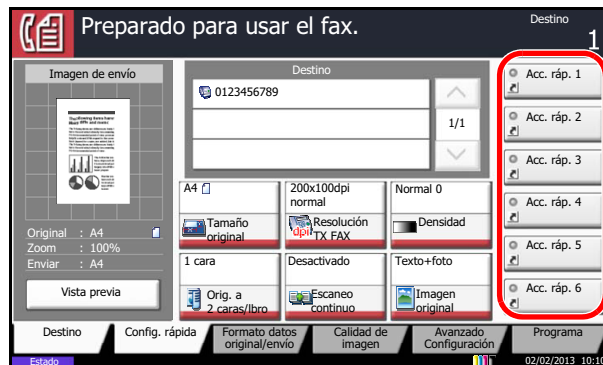 Preparado para usar el fax.
Destino
1
Imagen de envío
Original : A4
Zoom : 100%
Enviar : A4
Vista previa
Destino
0123456789
1/1
A4
Tamaño
original
200x100dpi
normal
dpi
Resolución
TX FAX
Normal 0
Densidad
1 cara
Orig. a
2 caras/lbro
Desactivado
Escaneo
continuo
Texto+foto
Imagen
original
Acc. ráp. 1
Acc. ráp. 2
Acc. ráp. 3
Acc. ráp. 4
Acc. ráp. 5
Acc. ráp. 6
Destino
Config. rápida
Formato datos
original/envío
Calidad de
imagen
Avanzado
Configuración
Programa
Estado
02/02/2013 10:10